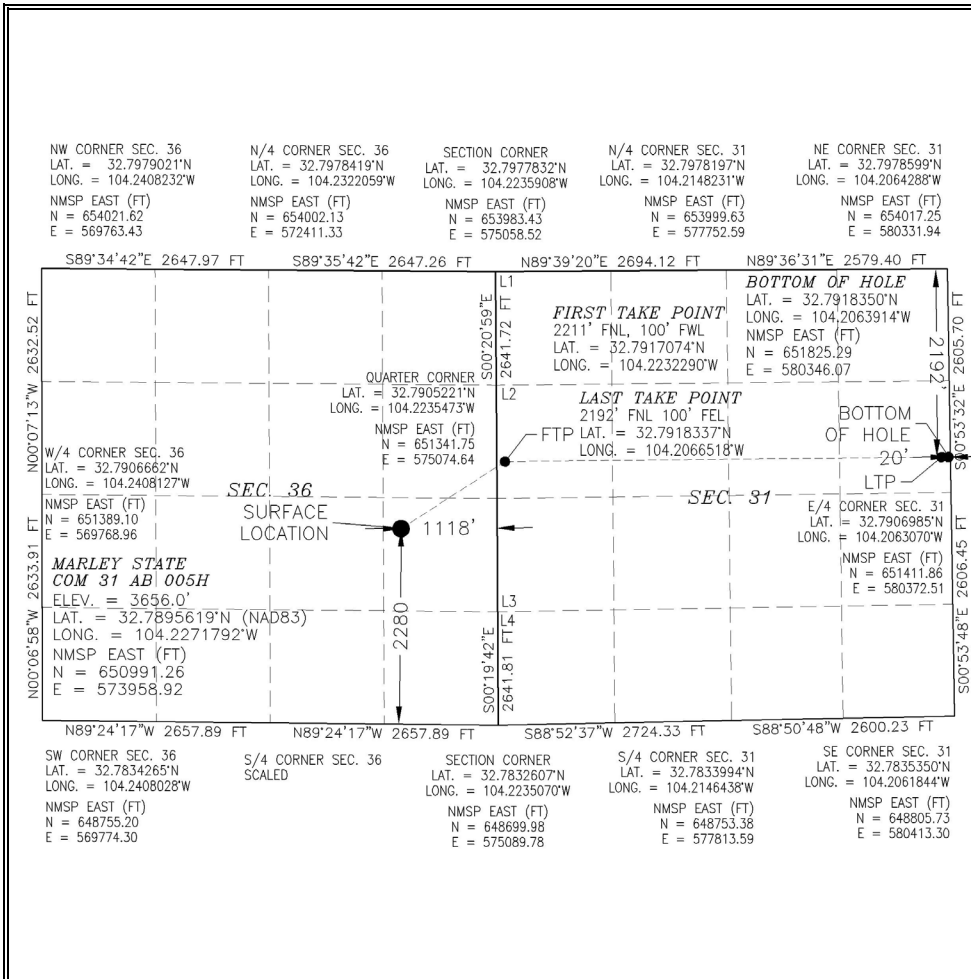 NW CORNER SEC. 36
LAT. = 32.7979021°N
LONG. = 104.2408232°W
NMSP EAST (FT)
N = 654021.62
E = 569763.43
N/4 CORNER SEC. 36
LAT. = 32.7978419°N
LONG. = 104.2322059°W
NMSP EAST (FT)
N = 654002.13
E = 572411.33
SECTION CORNER
LAT. = 32.7977832°N
LONG. = 104.2235908°W
NMSP EAST (FT)
N = 653983.43
E = 575058.52
N/4 CORNER SEC. 31
LAT. = 32.7978197°N
LONG. = 104.2148231°W
NMSP EAST (FT)
N = 653999.63
E = 577752.59
NE CORNER SEC. 31
LAT. = 32.7978599°N
LONG. = 104.2064288°W
NMSP EAST (FT)
N = 654017.25
E = 580331.94
S89°34'42"E 2647.97 FT
S89°35'42"E 2647.26 FT
N89°39'20"E 2694.12 FT
N89°36'31"E 2579.40 FT
N00°07'13"W 2632.52 FT
S00°20'59"E
2641.72 FT
L1
FIRST TAKE POINT
2211' FNL, 100' FWL
LAT. = 32.7917074°N
LONG. = 104.2232290°W
BOTTOM OF HOLE
LAT. = 32.7918350°N
LONG. = 104.2063914°W
NMSP EAST (FT)
N = 651825.29
E = 580346.07
2192'
S00°53'32"E 2605.70 FT
QUARTER CORNER
LAT. = 32.7905221°N
LONG. = 104.2235473°W
NMSP EAST (FT)
N = 651341.75
E = 575074.64
L2
LAST TAKE POINT
2192' FNL 100' FEL
LAT. = 32.7918337°N
LONG. = 104.2066518°W
FTP
BOTTOM
OF HOLE
20'
LTP
W/4 CORNER SEC. 36
LAT. = 32.7906662°N
LONG. = 104.2408127°W
NMSP EAST (FT)
N = 651389.10
E = 569768.96
SEC. 36
SURFACE
LOCATION
1118'
SEC. 31
E/4 CORNER SEC. 31
LAT. = 32.7906985°N
LONG. = 104.2063070°W
NMSP EAST (FT)
N = 651411.86
E = 580372.51
MARLEY STATE
COM 31 AB 005H
ELEV. = 3656.0'
LAT. = 32.7895619°N (NAD83)
LONG. = 104.2271792°W
NMSP EAST (FT)
N = 650991.26
E = 573958.92
N00°06'58"W 2633.91 FT
2280
S00°19'42"E
2641.81 FT
L3
L4
S00°53'48"E 2606.45 FT
N89°24'17"W 2657.89 FT
N89°24'17"W 2657.89 FT
S88°52'37"W 2724.33 FT
S88°50'48"W 2600.23 FT
SW CORNER SEC. 36
LAT. = 32.7834265°N
LONG. = 104.2408028°W
NMSP EAST (FT)
N = 648755.20
E = 569774.30
S/4 CORNER SEC. 36
SCALED
SECTION CORNER
LAT. = 32.7832607°N
LONG. = 104.2235070°W
NMSP EAST (FT)
N = 648699.98
E = 575089.78
S/4 CORNER SEC. 31
LAT. = 32.7833994°N
LONG. = 104.2146438°W
NMSP EAST (FT)
N = 648753.38
E = 577813.59
SE CORNER SEC. 31
LAT. = 32.7835350°N
LONG. = 104.2061844°W
NMSP EAST (FT)
N = 648805.73
E = 580413.30